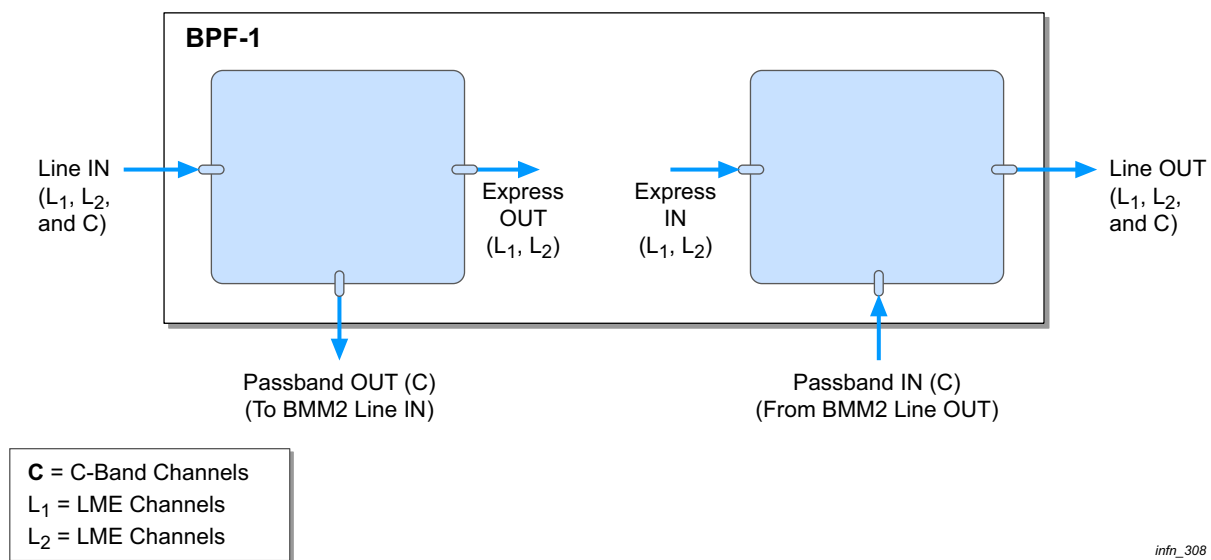 BPF-1
Line IN
(L₁, L₂,
and C)
Express
OUT
(L₁, L₂)
Express
IN
(L₁, L₂)
Line OUT
(L₁, L₂,
and C)
Passband OUT (C)
(To BMM2 Line IN)
Passband IN (C)
(From BMM2 Line OUT)
C = C-Band Channels
L₁ = LME Channels
L₂ = LME Channels
infn_308